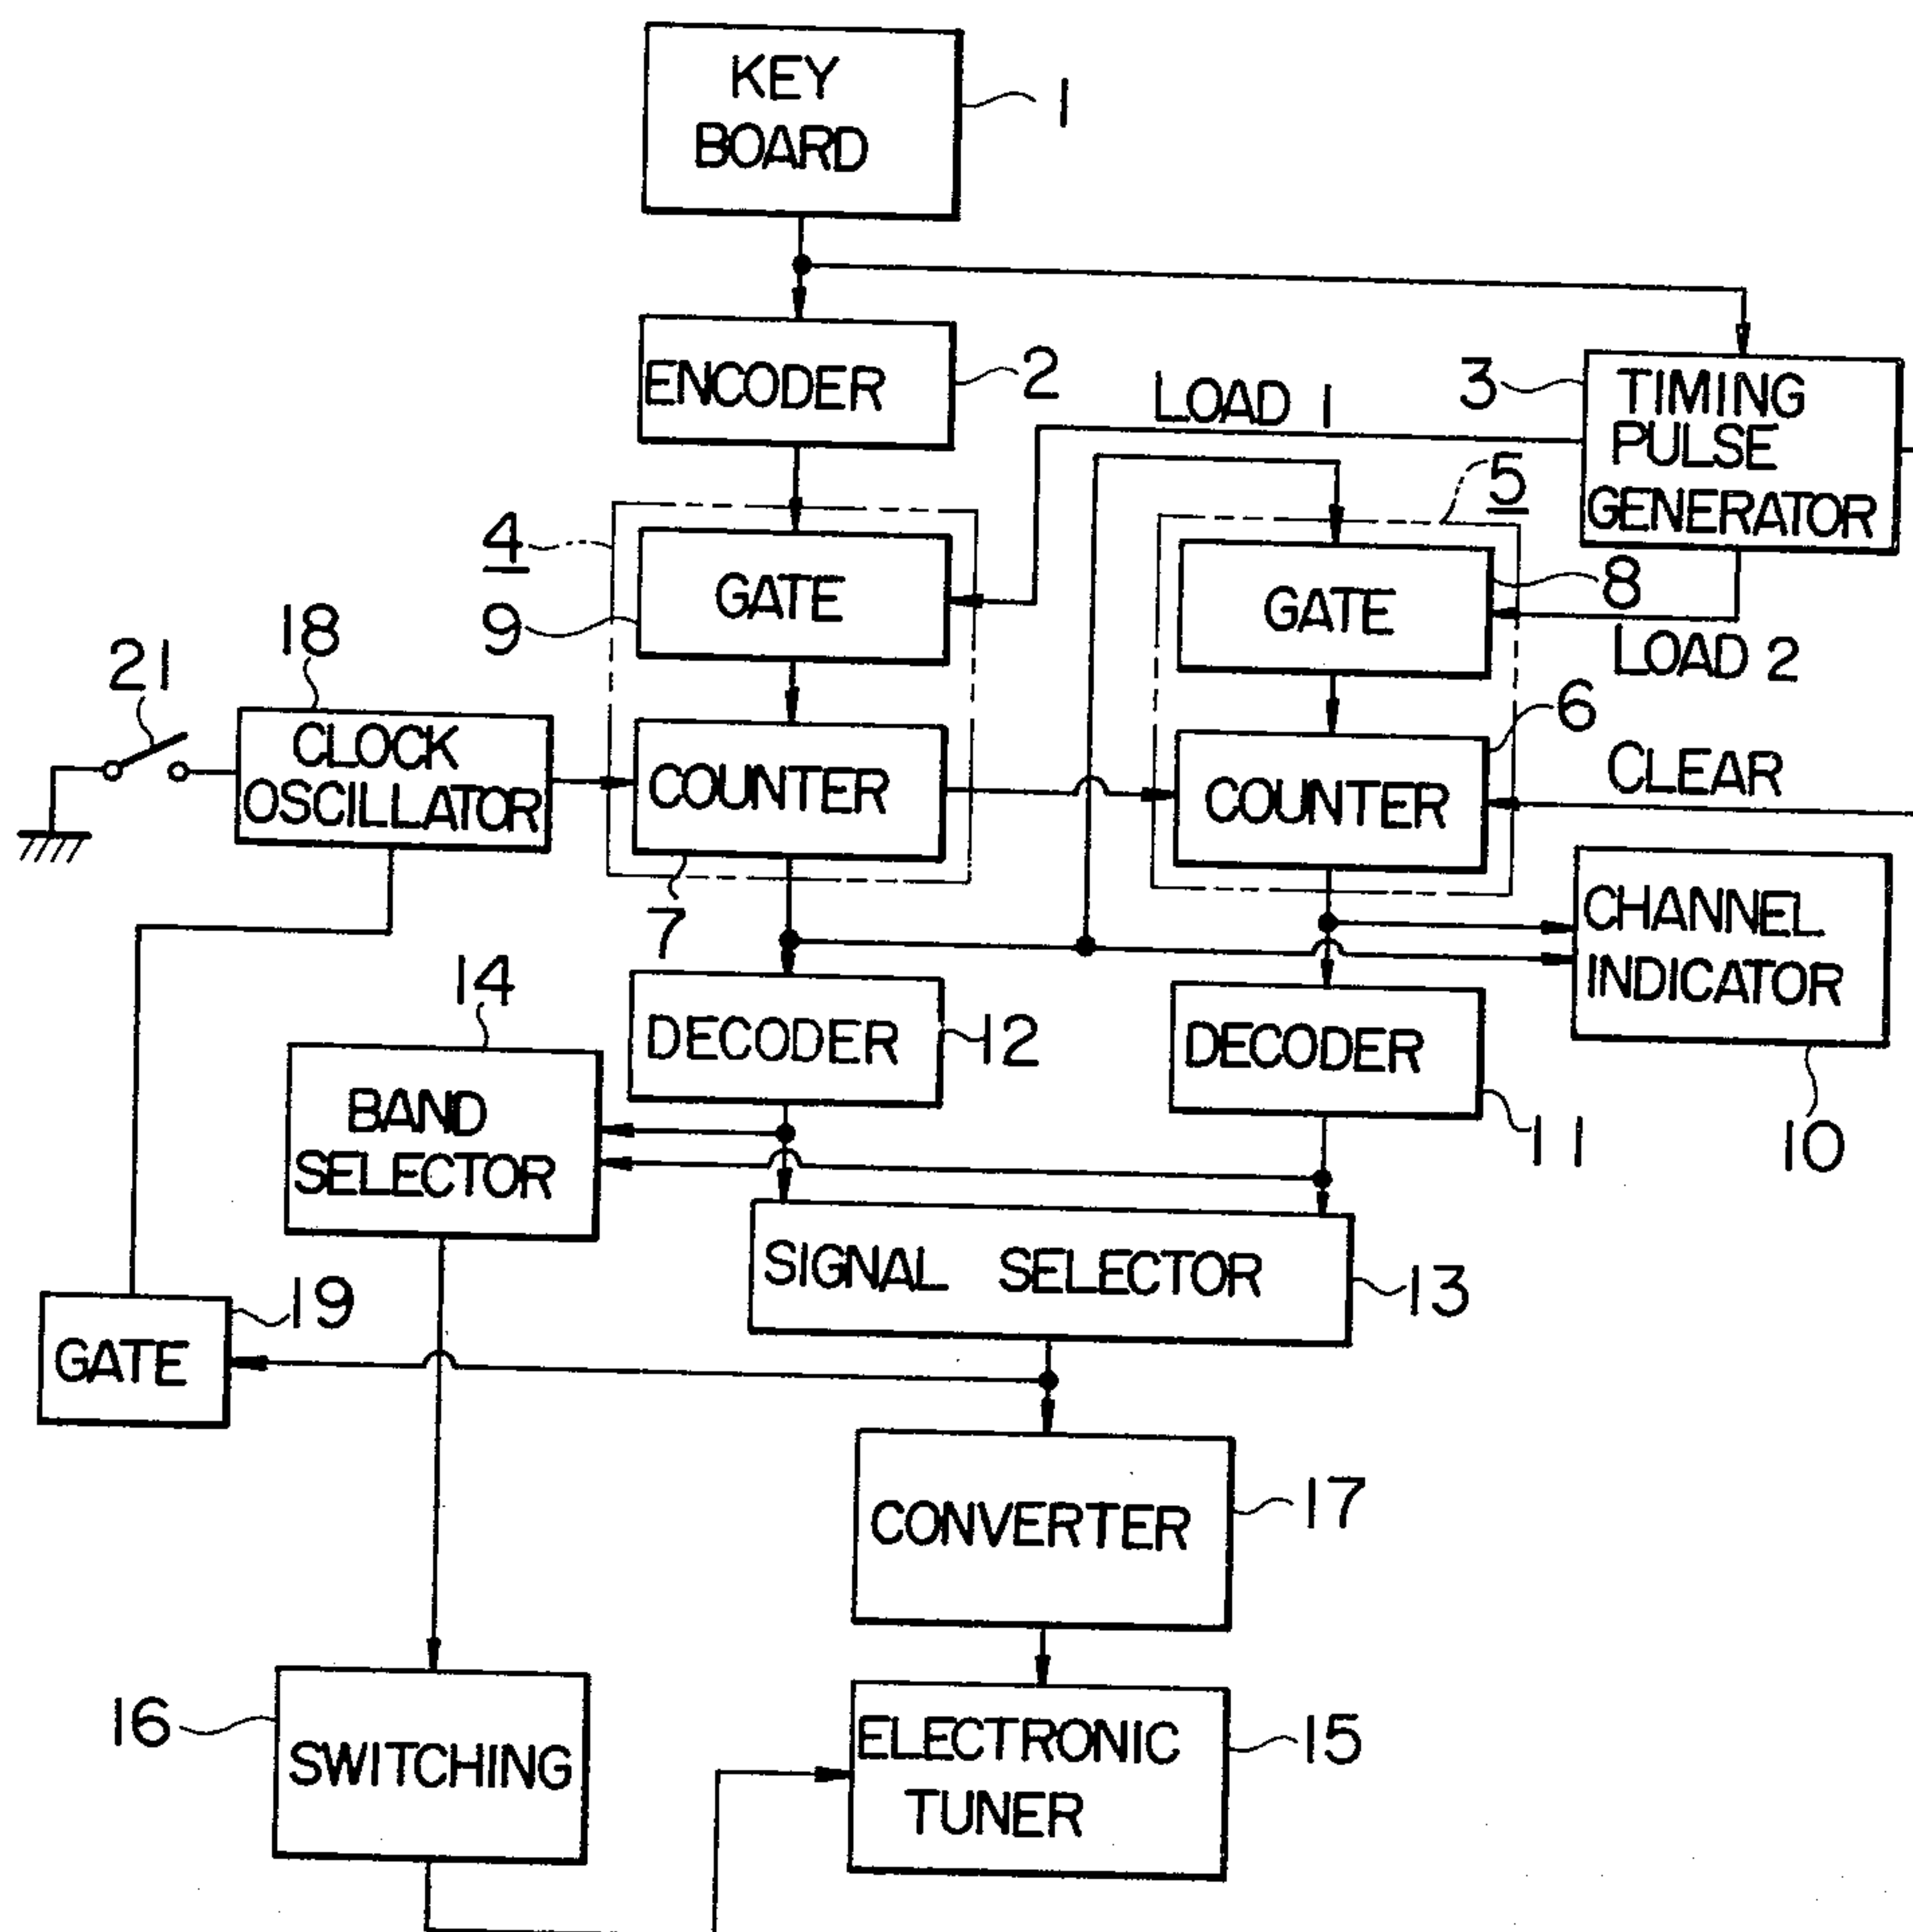 KEY
BOARD
1
ENCODER
2
LOAD 1
3
TIMING
PULSE
GENERATOR
4
5
GATE
9
GATE
8
LOAD 2
18
21
CLOCK
OSCILLATOR
COUNTER
7
COUNTER
6
CLEAR
CHANNEL
INDICATOR
10
14
DECODER
12
DECODER
11
BAND
SELECTOR
SIGNAL SELECTOR
13
19
GATE
CONVERTER
17
16
SWITCHING
ELECTRONIC
TUNER
15